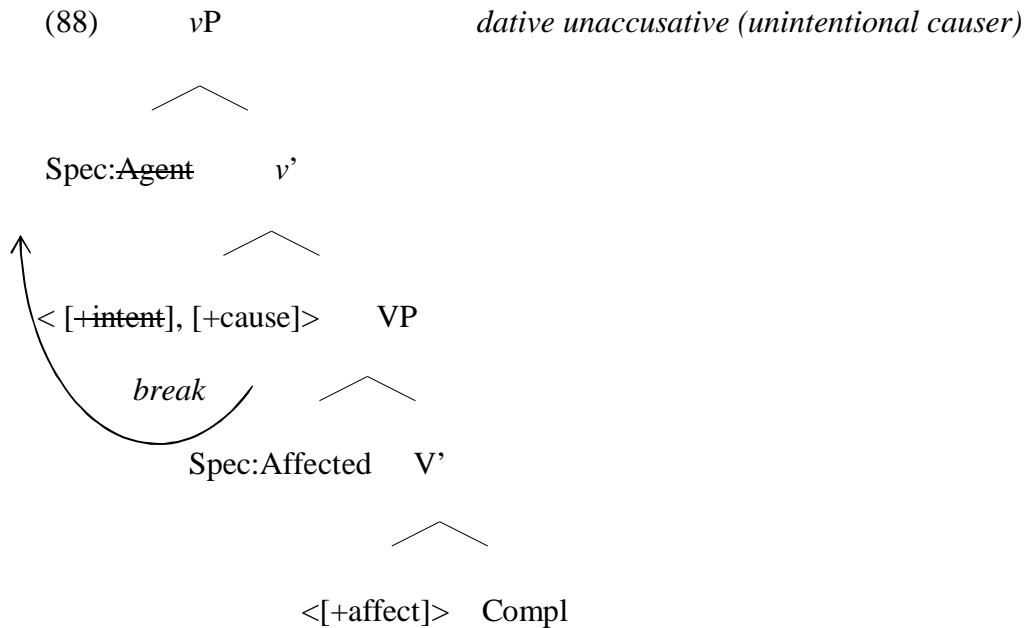 (88) vP dative unaccusative (unintentional causer)
Spec:Agent v’
< [+intent], [+cause]> VP
break
Spec:Affected V’
<[+affect]> Compl